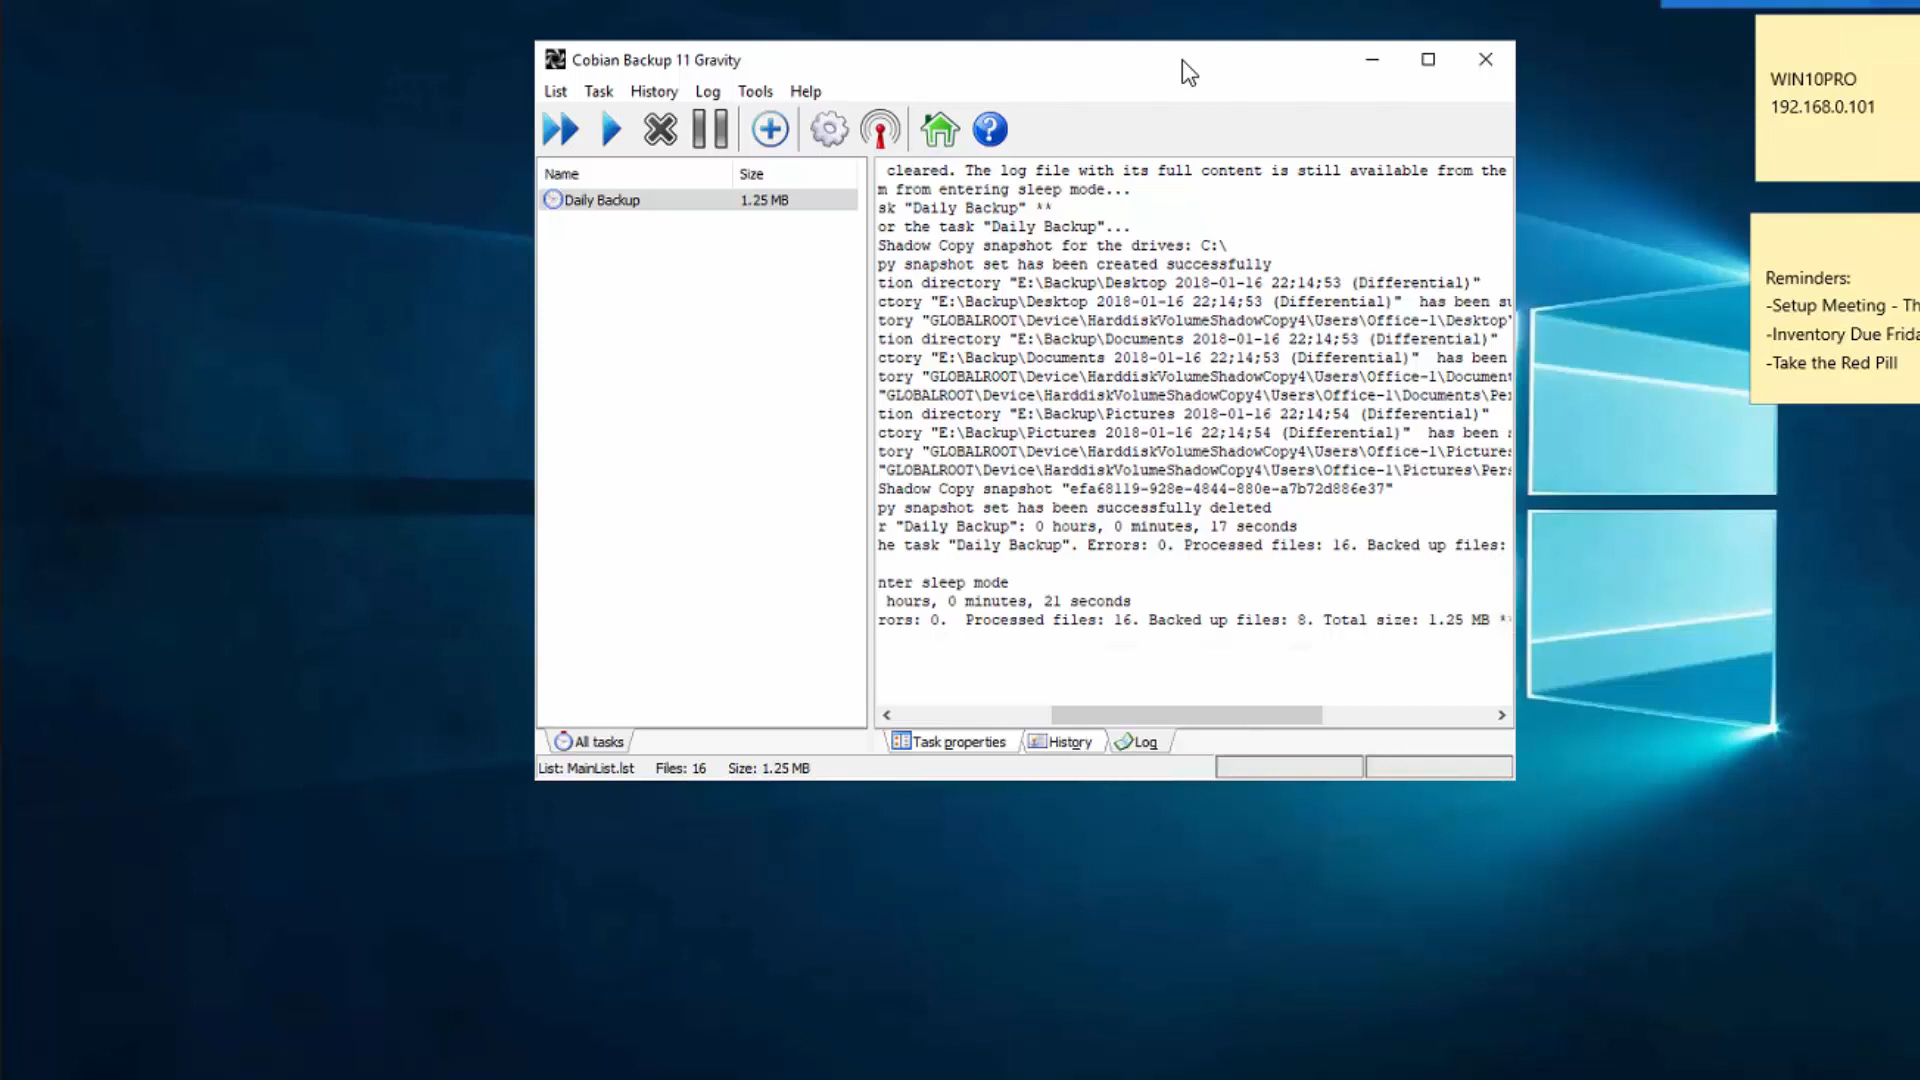 Cobian Backup 11 Gravity
List Task History Log Tools Help
Name Size
Daily Backup 1.25 MB
cleared. The log file with its full content is still available from the
m from entering sleep mode...
sk "Daily Backup" **
or the task "Daily Backup"...
Shadow Copy snapshot for the drives: C:\
py snapshot set has been created successfully
tion directory "E:\Backup\Desktop 2018-01-16 22;14;53 (Differential)"
ctory "E:\Backup\Desktop 2018-01-16 22;14;53 (Differential)" has been su
tory "GLOBALROOT\Device\HarddiskVolumeShadowCopy4\Users\Office-1\Desktop"
tion directory "E:\Backup\Documents 2018-01-16 22;14;53 (Differential)"
ctory "E:\Backup\Documents 2018-01-16 22;14;53 (Differential)" has been
tory "GLOBALROOT\Device\HarddiskVolumeShadowCopy4\Users\Office-1\Document
"GLOBALROOT\Device\HarddiskVolumeShadowCopy4\Users\Office-1\Documents\Per
tion directory "E:\Backup\Pictures 2018-01-16 22;14;54 (Differential)"
ctory "E:\Backup\Pictures 2018-01-16 22;14;54 (Differential)" has been s
tory "GLOBALROOT\Device\HarddiskVolumeShadowCopy4\Users\Office-1\Pictures
"GLOBALROOT\Device\HarddiskVolumeShadowCopy4\Users\Office-1\Pictures\Pers
Shadow Copy snapshot "efa68119-928e-4844-880e-a7b72d886e37"
py snapshot set has been successfully deleted
r "Daily Backup": 0 hours, 0 minutes, 17 seconds
he task "Daily Backup". Errors: 0. Processed files: 16. Backed up files:
nter sleep mode
hours, 0 minutes, 21 seconds
rors: 0. Processed files: 16. Backed up files: 8. Total size: 1.25 MB **
All tasks
Task properties History Log
List: MainList.lst Files: 16 Size: 1.25 MB
WIN10PRO
192.168.0.101
Reminders:
-Setup Meeting - Th
-Inventory Due Frida
-Take the Red Pill